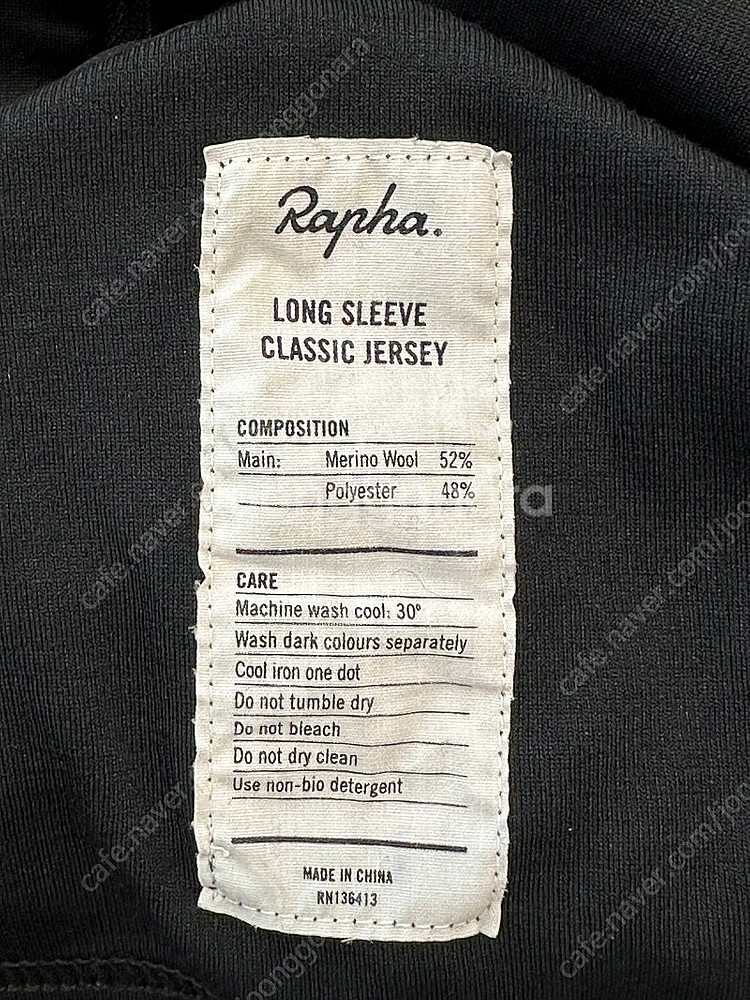 Rapha.
LONG SLEEVE
CLASSIC JERSEY
COMPOSITION
Main: Merino Wool 52%
Polyester 48%
CARE
Machine wash cool: 30°
Wash dark colours separately
Cool iron one dot
Do not tumble dry
Do not bleach
Do not dry clean
Use non-bio detergent
MADE IN CHINA
RN136413